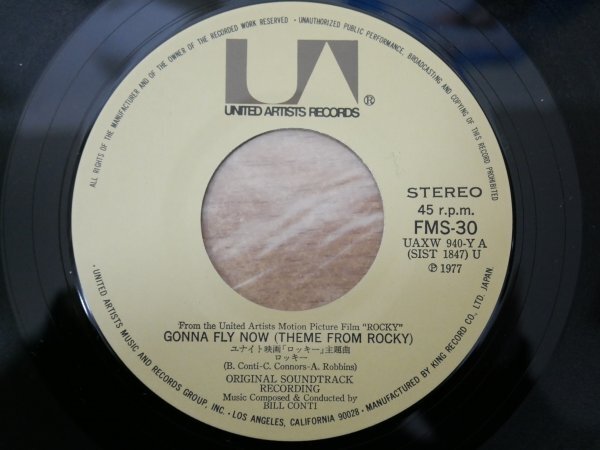 ALL RIGHTS OF THE MANUFACTURER AND OF THE OWNER OF THE RECORDED WORK RESERVED • UNAUTHORIZED PUBLIC PERFORMANCE, BROADCASTING AND COPYING OF THIS RECORD PROHIBITED
UA
UNITED ARTISTS RECORDS ®
STEREO
45 r.p.m.
FMS-30
UAXW 940-Y A
(SIST 1847) U
Ⓟ 1977
From the United Artists Motion Picture Film "ROCKY"
GONNA FLY NOW (THEME FROM ROCKY)
ユナイト映画「ロッキー」主題曲
ロッキー
(B. Conti-C. Connors-A. Robbins)
ORIGINAL SOUNDTRACK
RECORDING
Music Composed & Conducted by
BILL CONTI
• UNITED ARTISTS MUSIC AND RECORDS GROUP, INC. • LOS ANGELES, CALIFORNIA 90028 • MANUFACTURED BY KING RECORD CO., LTD. JAPAN.